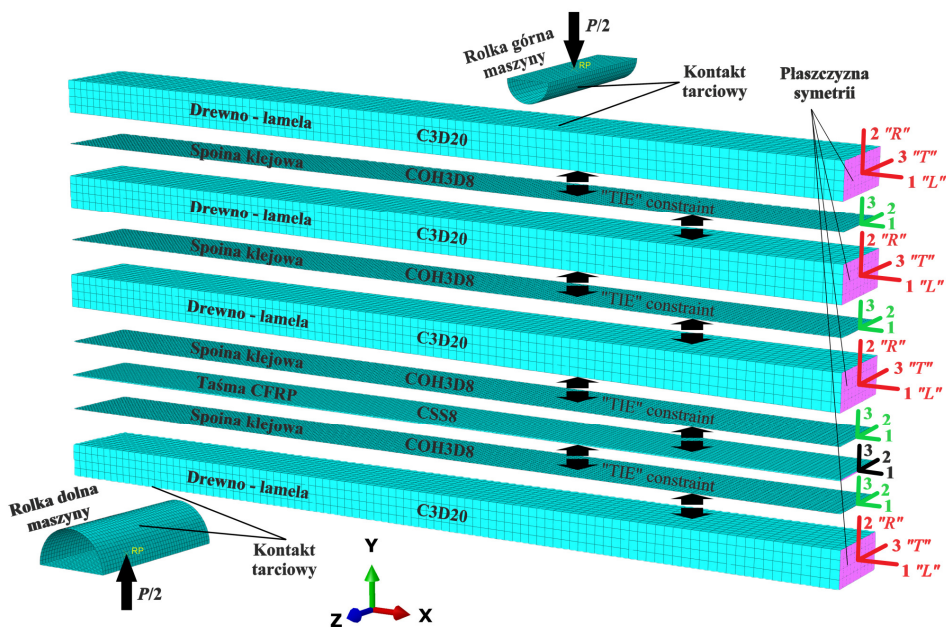 P/2
Rolka górna
maszyny
RP
Kontakt
tarciowy
Płaszczyzna
symetrii
Drewno - lamela
C3D20
2 "R"
3 "T"
1 "L"
Spoina klejowa
COH3D8
"TIE" constraint
3
2
1
Drewno - lamela
C3D20
2 "R"
3 "T"
1 "L"
Spoina klejowa
COH3D8
"TIE" constraint
3
2
1
Drewno - lamela
C3D20
2 "R"
3 "T"
1 "L"
Spoina klejowa
COH3D8
"TIE" constraint
3
2
1
Taśma CFRP
CSS8
3
2
1
Spoina klejowa
COH3D8
"TIE" constraint
3
2
1
Drewno - lamela
C3D20
2 "R"
3 "T"
1 "L"
Rolka dolna
maszyny
RP
Kontakt
tarciowy
P/2
Y
Z
X